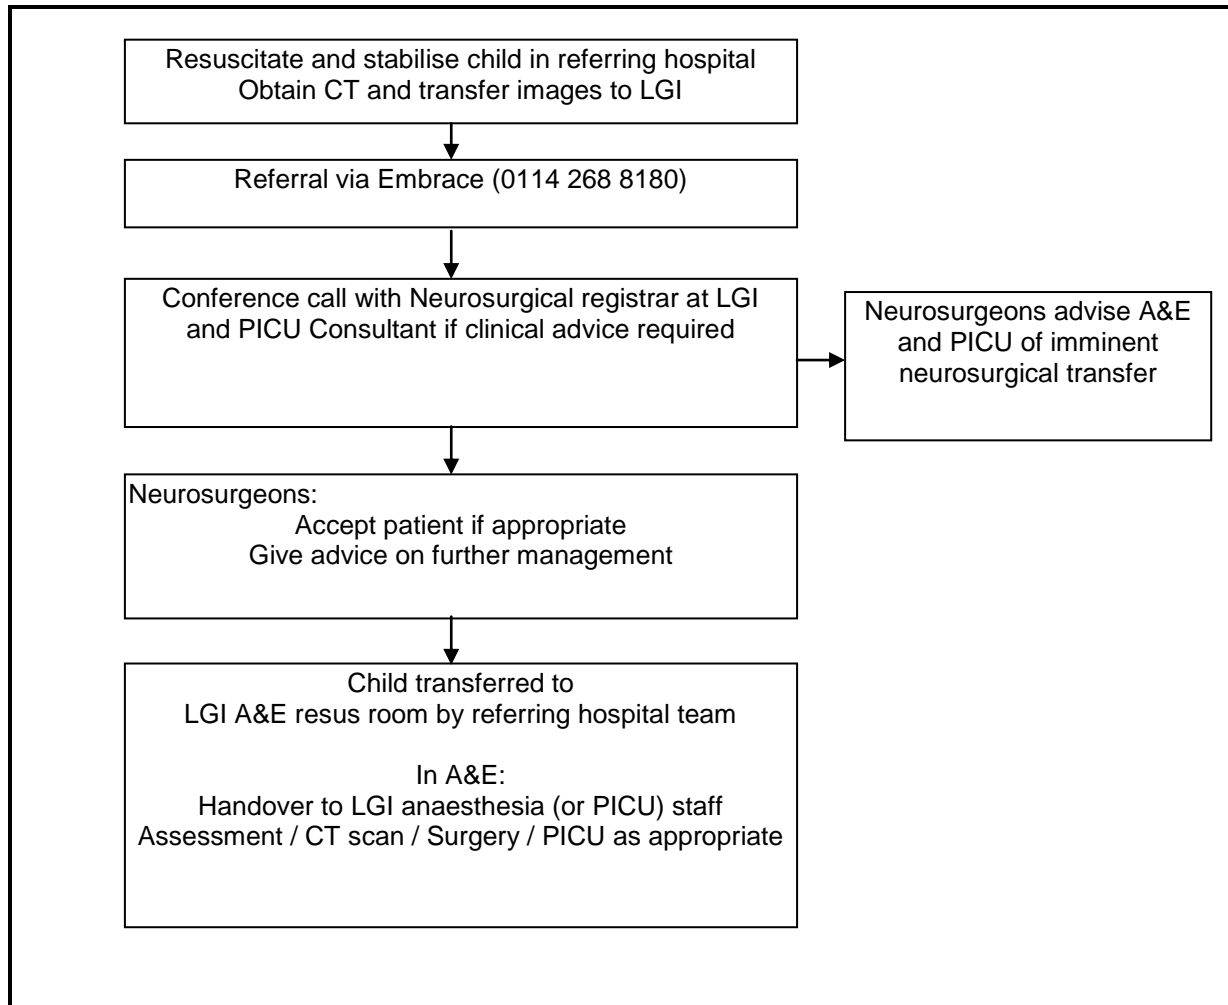 Resuscitate and stabilise child in referring hospital
Obtain CT and transfer images to LGI
Referral via Embrace (0114 268 8180)
Conference call with Neurosurgical registrar at LGI
and PICU Consultant if clinical advice required
Neurosurgeons advise A&E
and PICU of imminent
neurosurgical transfer
Neurosurgeons:
Accept patient if appropriate
Give advice on further management
Child transferred to
LGI A&E resus room by referring hospital team
In A&E:
Handover to LGI anaesthesia (or PICU) staff
Assessment / CT scan / Surgery / PICU as appropriate